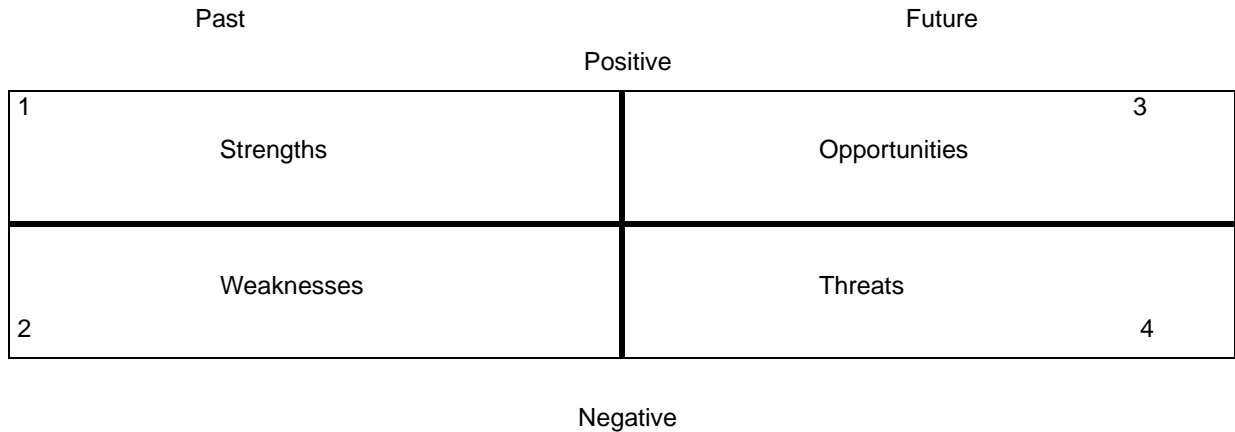 Past Future
Positive
1 3
Strengths Opportunities
Weaknesses Threats
2 4
Negative